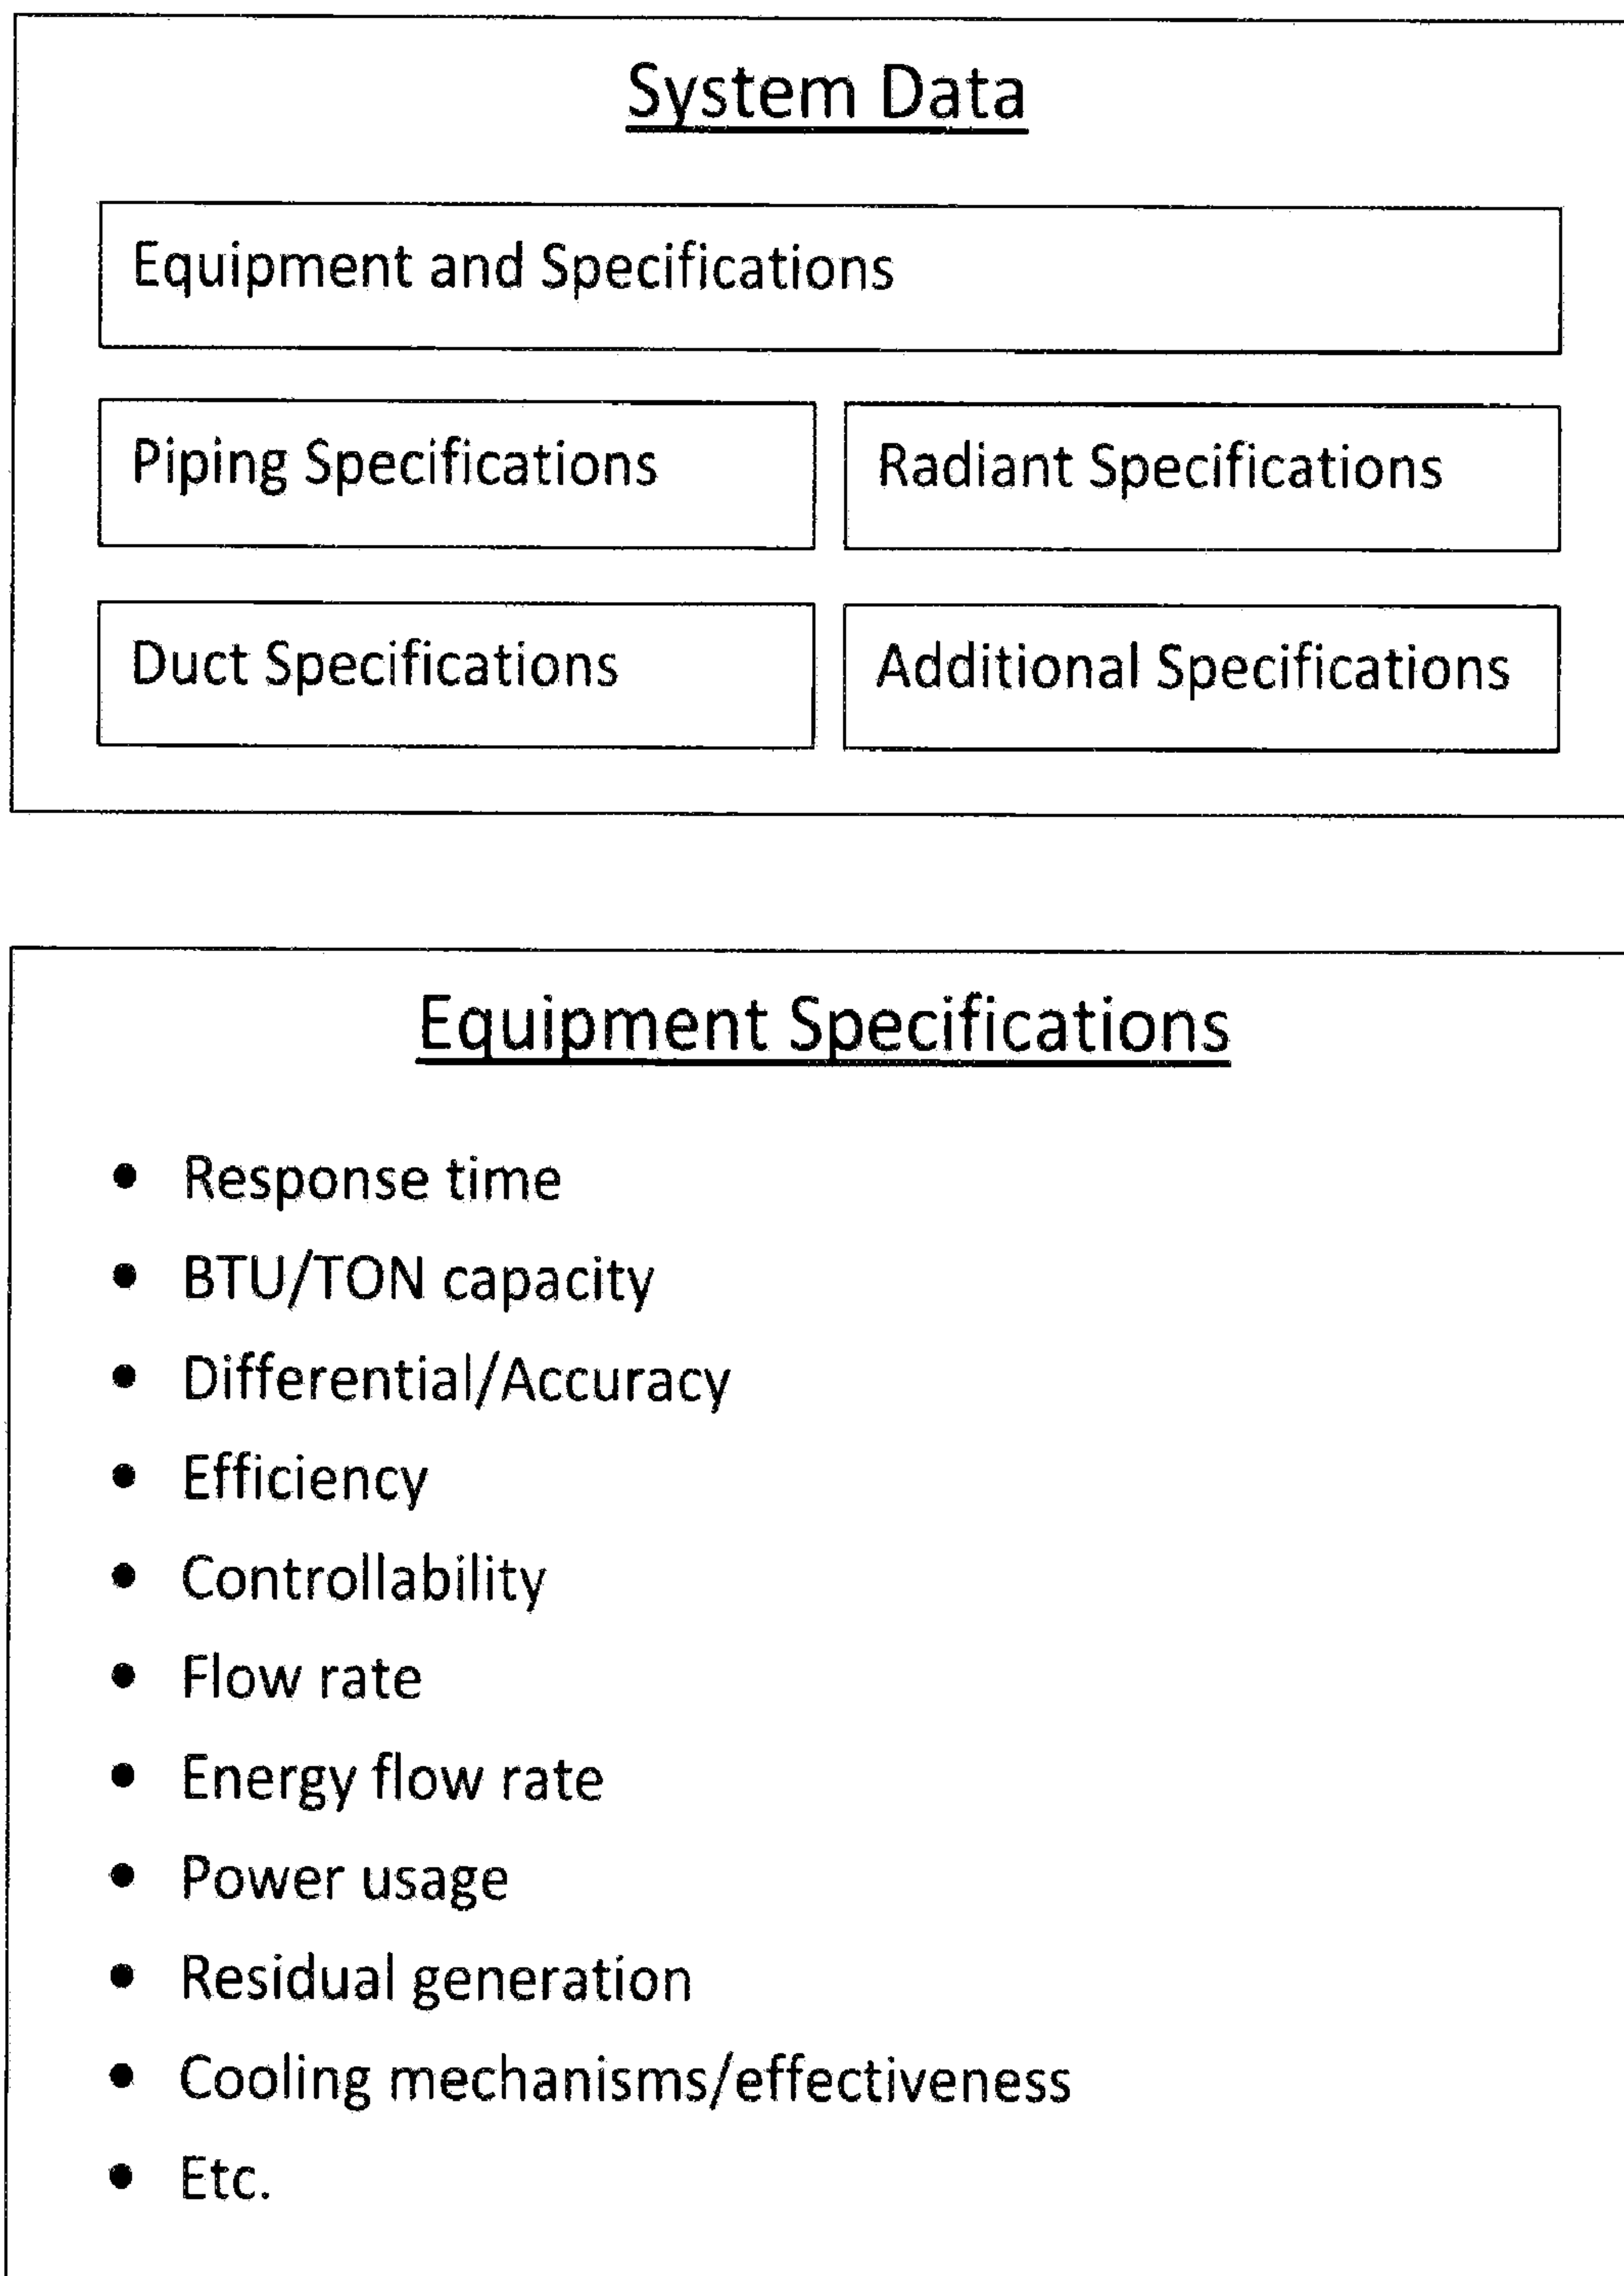 System Data
Equipment and Specifications
Piping Specifications
Radiant Specifications
Duct Specifications
Additional Specifications
Equipment Specifications
• Response time
• BTU/TON capacity
• Differential/Accuracy
• Efficiency
• Controllability
• Flow rate
• Energy flow rate
• Power usage
• Residual generation
• Cooling mechanisms/effectiveness
• Etc.